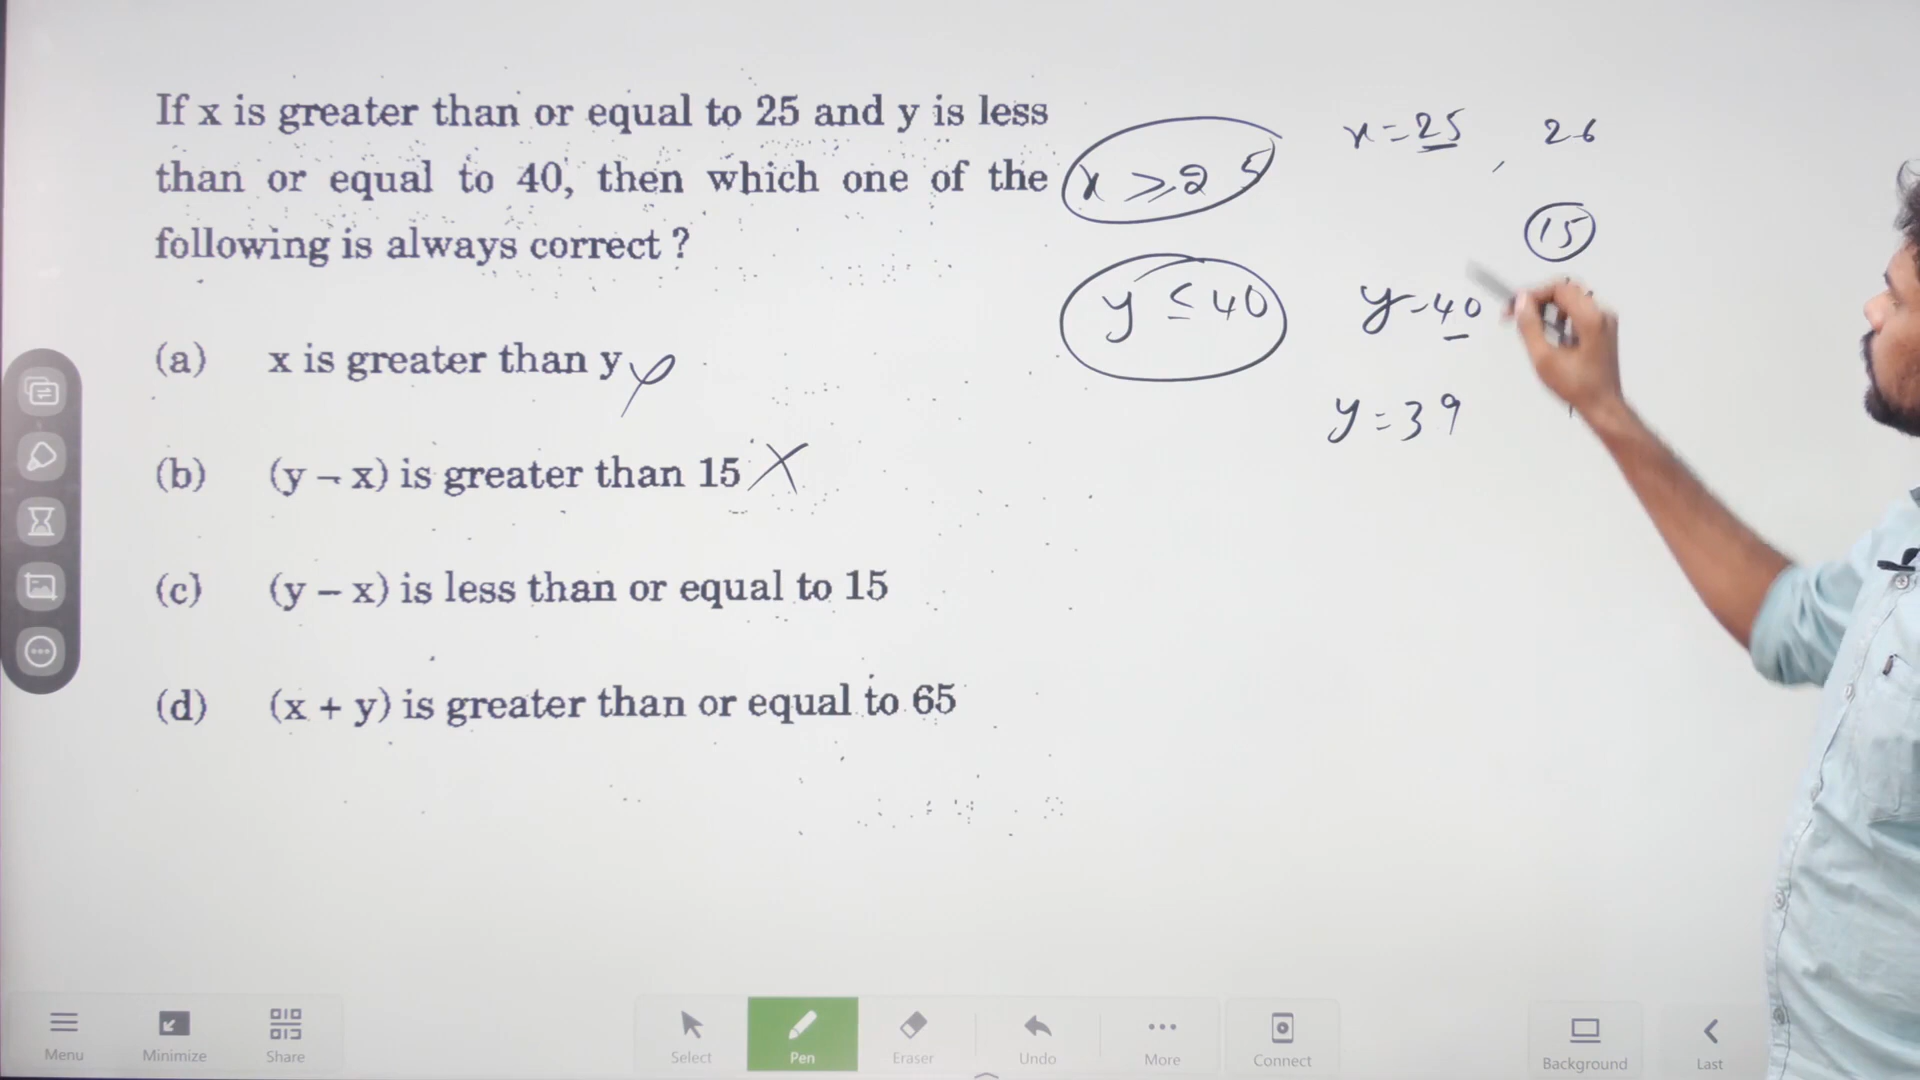 If x is greater than or equal to 25 and y is less
than or equal to 40, then which one of the
following is always correct ?
(a) x is greater than y
(b) (y – x) is greater than 15
(c) (y – x) is less than or equal to 15
(d) (x + y) is greater than or equal to 65
x ⩾ 25
y ≤ 40
x = 25, 26
15
y = 40
y = 39
Menu
Minimize
Share
Select
Pen
Eraser
Undo
More
Connect
Background
Last